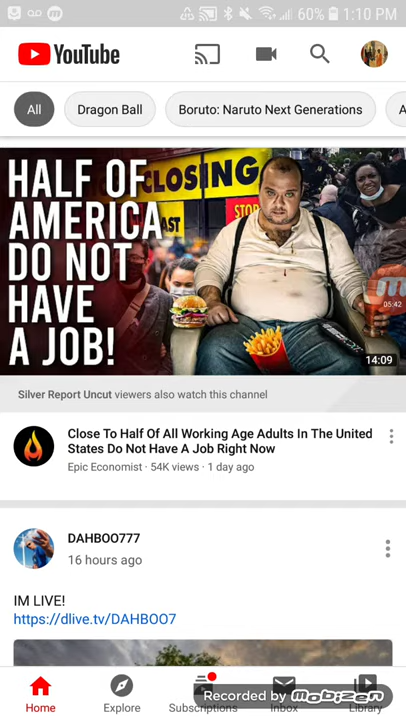 60% 1:10 PM
YouTube
All
Dragon Ball
Boruto: Naruto Next Generations
HALF OF
AMERICA
DO NOT
HAVE
A JOB!
CLOSING
AST
STOR
05:42
14:09
Silver Report Uncut viewers also watch this channel
Close To Half Of All Working Age Adults In The United
States Do Not Have A Job Right Now
Epic Economist · 54K views · 1 day ago
DAHBOO777
16 hours ago
IM LIVE!
https://dlive.tv/DAHBOO7
Recorded by mobizen
Home
Explore
Subscriptions
Inbox
Library